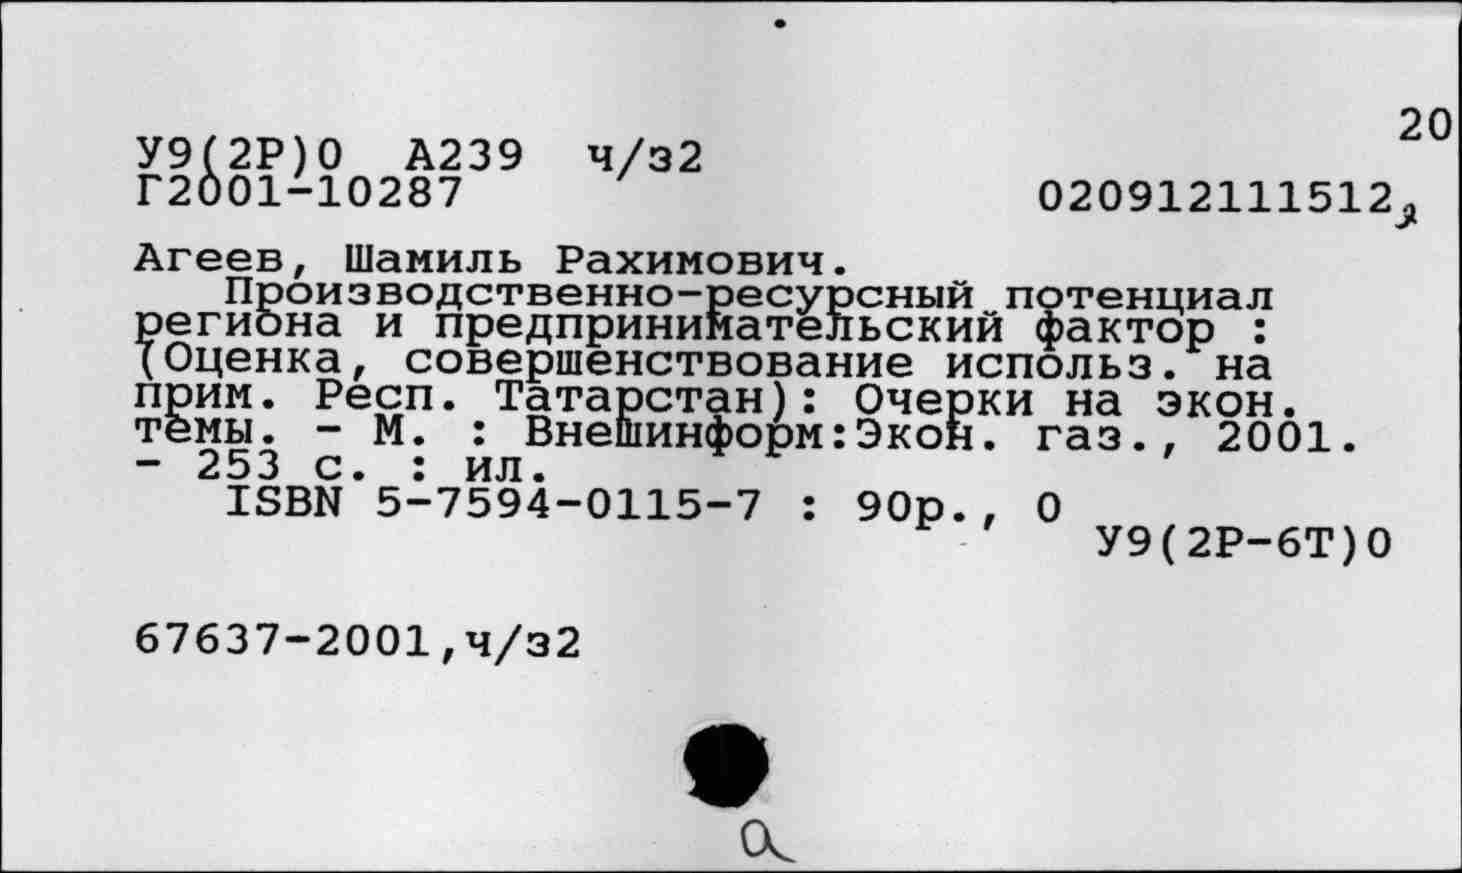 20
У9(2Р)0 А239 ч/з2
Г2001-10287 020912111512
Агеев, Шамиль Рахимович.
Производственно-ресурсный потенциал
региона и предпринимательский фактор :
(Оценка, совершенствование использ. на
прим. Респ. Татарстан): Очерки на экон.
темы. - М. : Внешинформ:Экон. газ., 2001.
- 253 с. : ил.
ISBN 5-7594-0115-7 : 90р., 0
У9(2Р-6Т)0
67637-2001,ч/з2